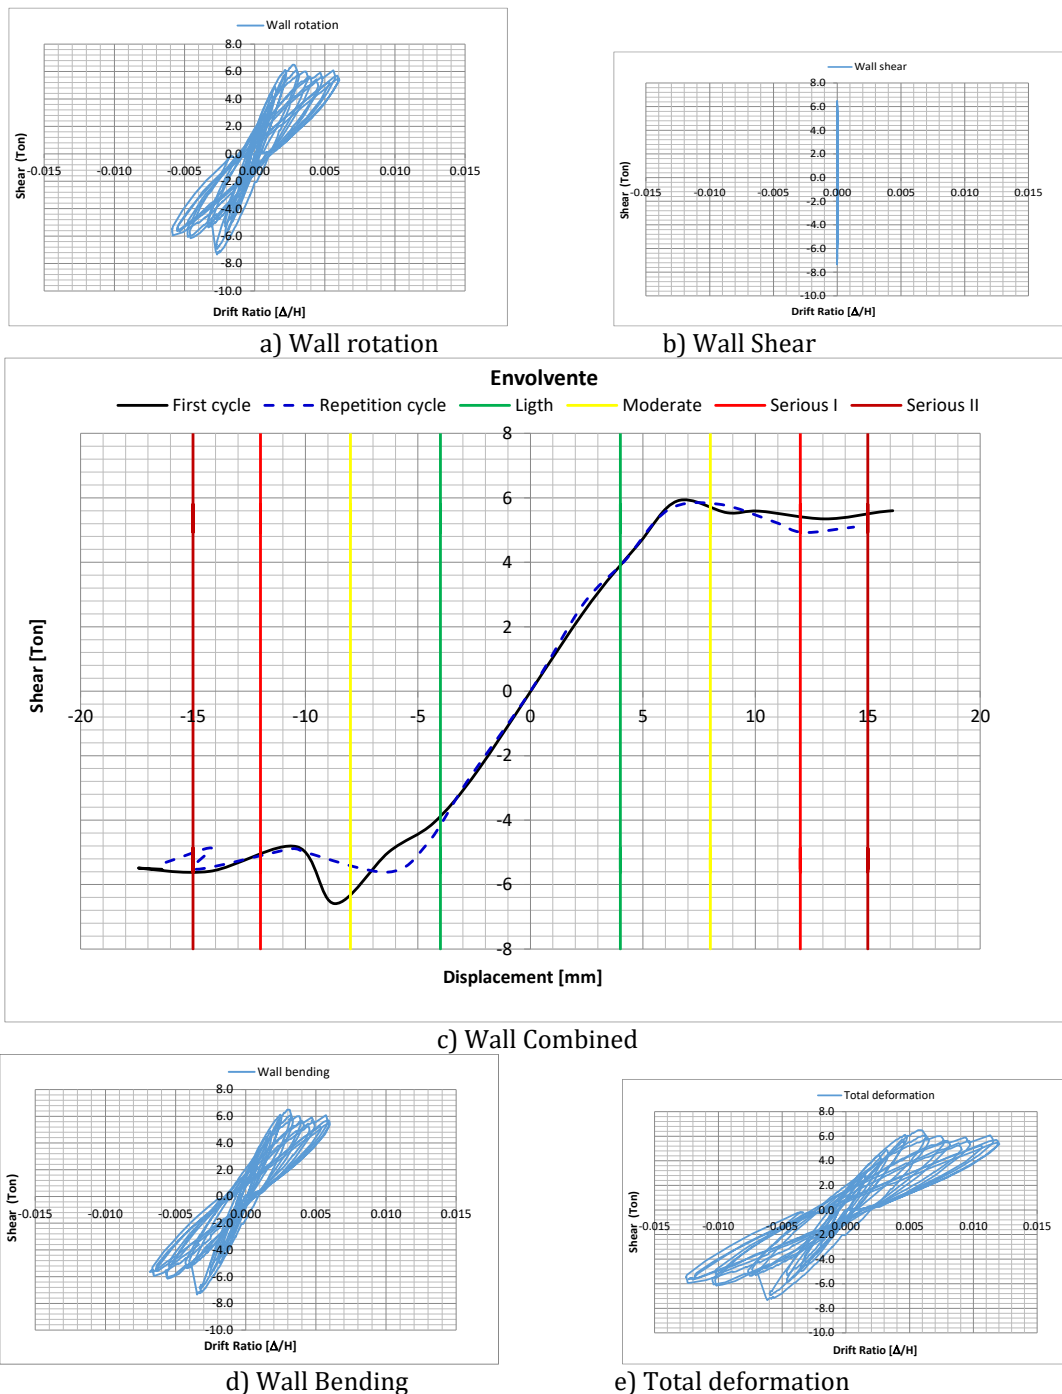 Wall rotation
8.0
6.0
4.0
2.0
0.0
-0.015 -0.010 -0.005 0.000 0.005 0.010 0.015
-2.0
-4.0
-6.0
-8.0
-10.0
Shear (Ton)
Drift Ratio [Δ/H]
a) Wall rotation
Wall shear
8.0
6.0
4.0
2.0
0.0
-0.015 -0.010 -0.005 0.000 0.005 0.010 0.015
-2.0
-4.0
-6.0
-8.0
-10.0
Shear (Ton)
Drift Ratio [Δ/H]
b) Wall Shear
Envolvente
First cycle Repetition cycle Ligth Moderate Serious I Serious II
8
6
4
2
0
-20 -15 -10 -5 0 5 10 15 20
-2
-4
-6
-8
Shear [Ton]
Displacement [mm]
c) Wall Combined
Wall bending
8.0
6.0
4.0
2.0
0.0
-0.015 -0.010 -0.005 0.000 0.005 0.010 0.015
-2.0
-4.0
-6.0
-8.0
-10.0
Shear (Ton)
Drift Ratio [Δ/H]
d) Wall Bending
Total deformation
8.0
6.0
4.0
2.0
0.0
-0.015 -0.010 -0.005 0.000 0.005 0.010 0.015
-2.0
-4.0
-6.0
-8.0
-10.0
Shear (Ton)
Drift Ratio [Δ/H]
e) Total deformation